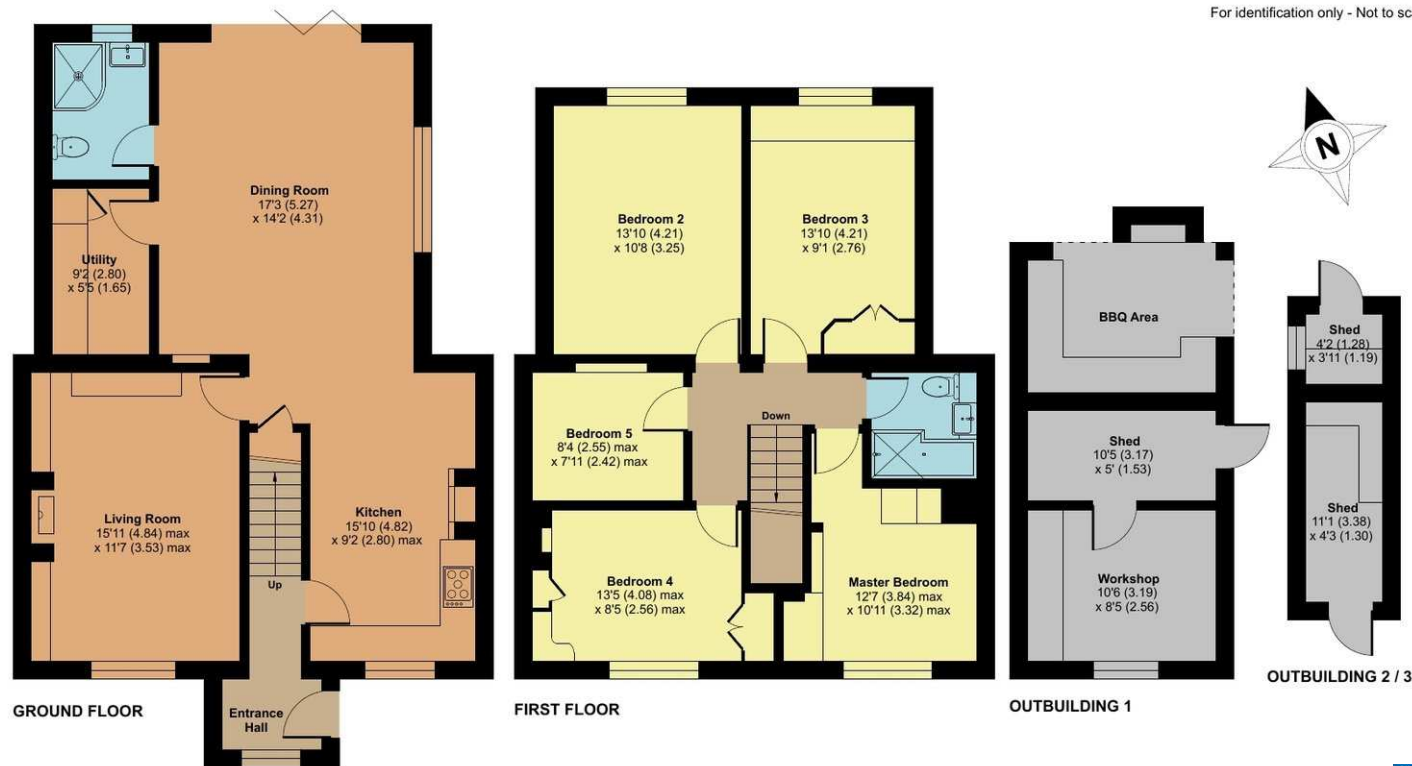 For identification only - Not to sc
N
Dining Room
17'3 (5.27)
x 14'2 (4.31)
Utility
9'2 (2.80)
x 5'5 (1.65)
Living Room
15'11 (4.84) max
x 11'7 (3.53) max
Up
Kitchen
15'10 (4.82)
x 9'2 (2.80) max
Entrance
Hall
GROUND FLOOR
Bedroom 2
13'10 (4.21)
x 10'8 (3.25)
Bedroom 3
13'10 (4.21)
x 9'1 (2.76)
Down
Bedroom 5
8'4 (2.55) max
x 7'11 (2.42) max
Bedroom 4
13'5 (4.08) max
x 8'5 (2.56) max
Master Bedroom
12'7 (3.84) max
x 10'11 (3.32) max
FIRST FLOOR
BBQ Area
Shed
10'5 (3.17)
x 5' (1.53)
Workshop
10'6 (3.19)
x 8'5 (2.56)
OUTBUILDING 1
Shed
4'2 (1.28)
x 3'11 (1.19)
Shed
11'1 (3.38)
x 4'3 (1.30)
OUTBUILDING 2 / 3